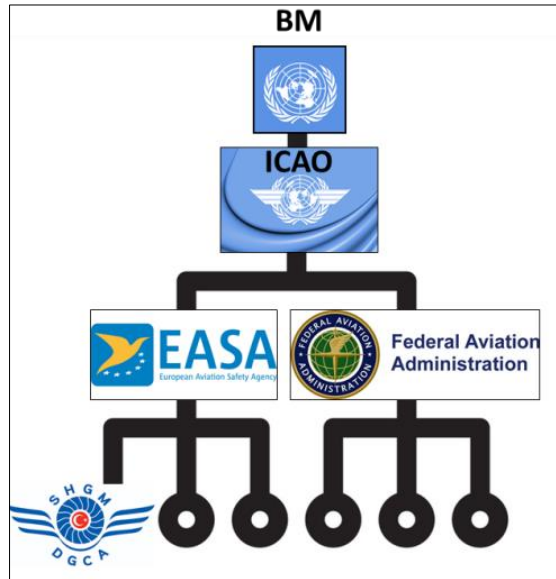 BM
ICAO
EASA
European Aviation Safety Agency
FEDERAL AVIATION
ADMINISTRATION
Federal Aviation
Administration
SHGM
DGCA